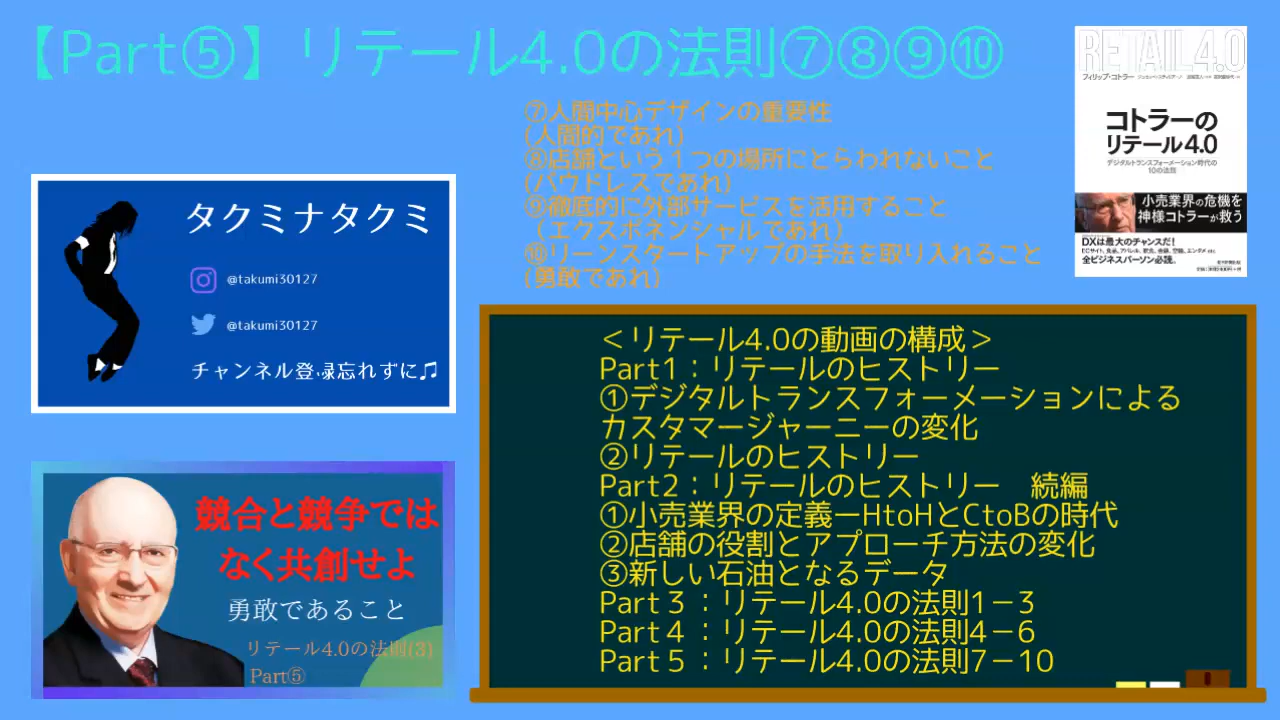 【Part⑤】リテール4.0の法則⑦⑧⑨⑩
⑦人間中心デザインの重要性
(人間的であれ)
⑧店舗という１つの場所にとらわれないこと
(バウドレスであれ)
⑨徹底的に外部サービスを活用すること
（エクスポネンシャルであれ）
⑩リーンスタートアップの手法を取り入れること
(勇敢であれ)
RETAIL 4.0
フィリップ・コトラー
コトラーの
リテール4.0
デジタルトランスフォーメーション時代の
10の法則
小売業界の危機を
神様コトラーが救う
DXは最大のチャンスだ！
全ビジネスパーソン必読。
タクミナタクミ
@takumi30127
@takumi30127
チャンネル登録忘れずに♫
競合と競争では
なく共創せよ
勇敢であること
リテール4.0の法則(3)
Part⑤
＜リテール4.0の動画の構成＞
Part1：リテールのヒストリー
①デジタルトランスフォーメーションによる
カスタマージャーニーの変化
②リテールのヒストリー
Part2：リテールのヒストリー　続編
①小売業界の定義ーHtoHとCtoBの時代
②店舗の役割とアプローチ方法の変化
③新しい石油となるデータ
Part３：リテール4.0の法則1－3
Part４：リテール4.0の法則4－6
Part５：リテール4.0の法則7－10